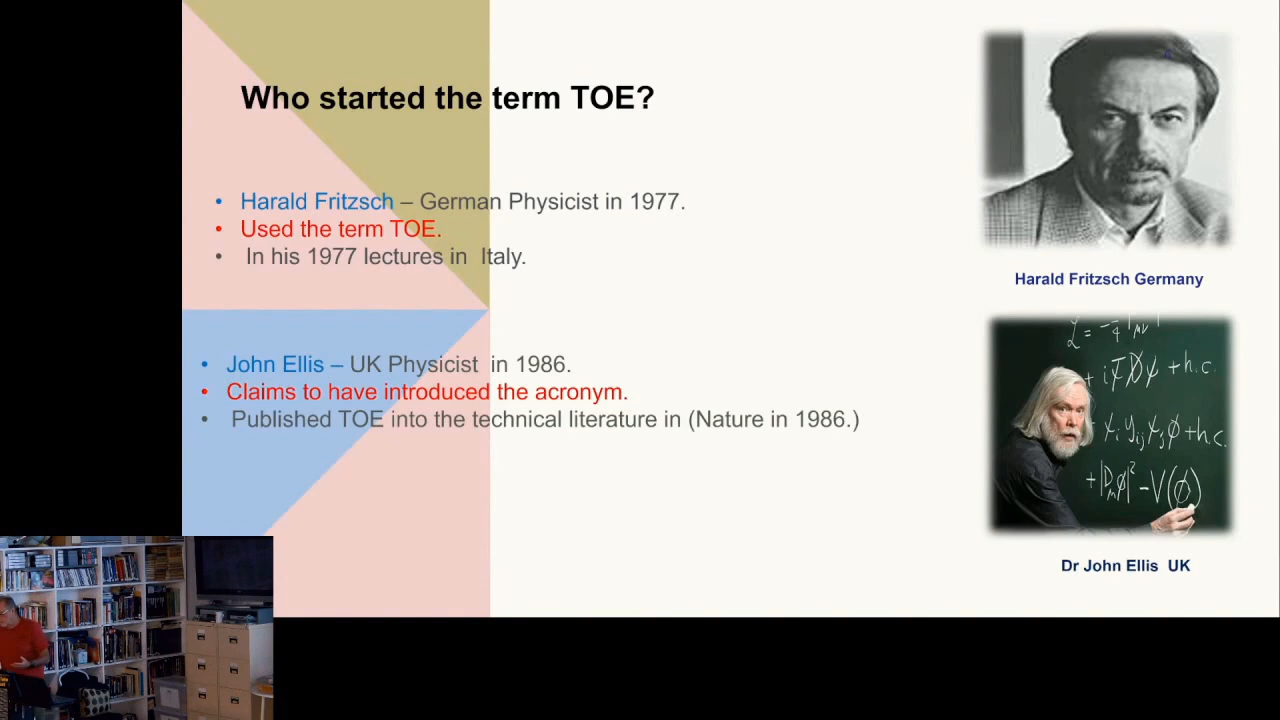 Who started the term TOE?
• Harald Fritzsch – German Physicist in 1977.
• Used the term TOE.
• In his 1977 lectures in Italy.
Harald Fritzsch Germany
• John Ellis – UK Physicist in 1986.
• Claims to have introduced the acronym.
• Published TOE into the technical literature in (Nature in 1986.)
+ h.c.
+ h.c.
Dr John Ellis UK